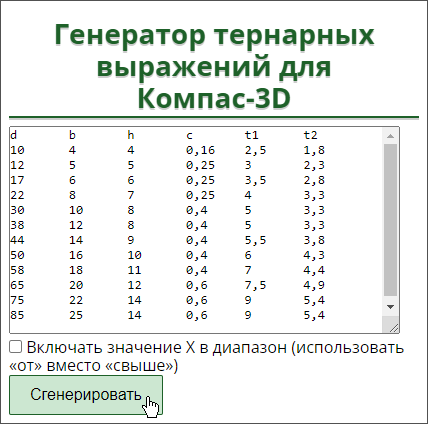 Генератор тернарных
выражений для
Компас-3D
d b h c t1 t2
10 4 4 0,16 2,5 1,8
12 5 5 0,25 3 2,3
17 6 6 0,25 3,5 2,8
22 8 7 0,25 4 3,3
30 10 8 0,4 5 3,3
38 12 8 0,4 5 3,3
44 14 9 0,4 5,5 3,8
50 16 10 0,4 6 4,3
58 18 11 0,4 7 4,4
65 20 12 0,6 7,5 4,9
75 22 14 0,6 9 5,4
85 25 14 0,6 9 5,4
Включать значение X в диапазон (использовать
«от» вместо «свыше»)
Сгенерировать